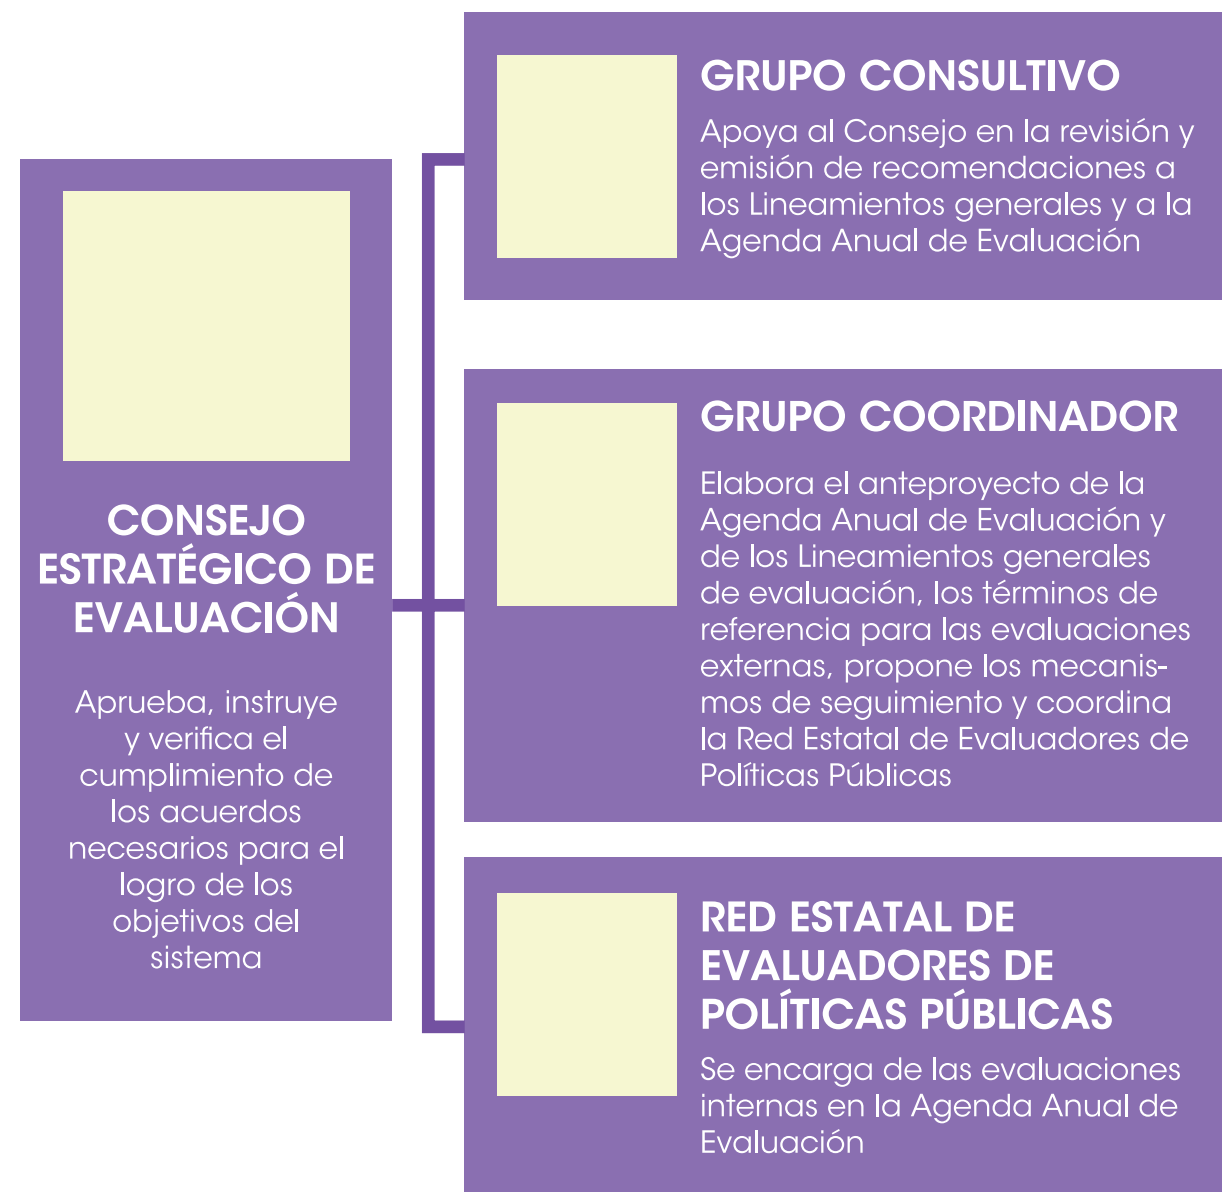 CONSEJO
ESTRATÉGICO DE
EVALUACIÓN
Aprueba, instruye
y verifica el
cumplimiento de
los acuerdos
necesarios para el
logro de los
objetivos del
sistema
GRUPO CONSULTIVO
Apoya al Consejo en la revisión y
emisión de recomendaciones a
los Lineamientos generales y a la
Agenda Anual de Evaluación
GRUPO COORDINADOR
Elabora el anteproyecto de la
Agenda Anual de Evaluación y
de los Lineamientos generales
de evaluación, los términos de
referencia para las evaluaciones
externas, propone los mecanis-
mos de seguimiento y coordina
la Red Estatal de Evaluadores de
Políticas Públicas
RED ESTATAL DE
EVALUADORES DE
POLÍTICAS PÚBLICAS
Se encarga de las evaluaciones
internas en la Agenda Anual de
Evaluación